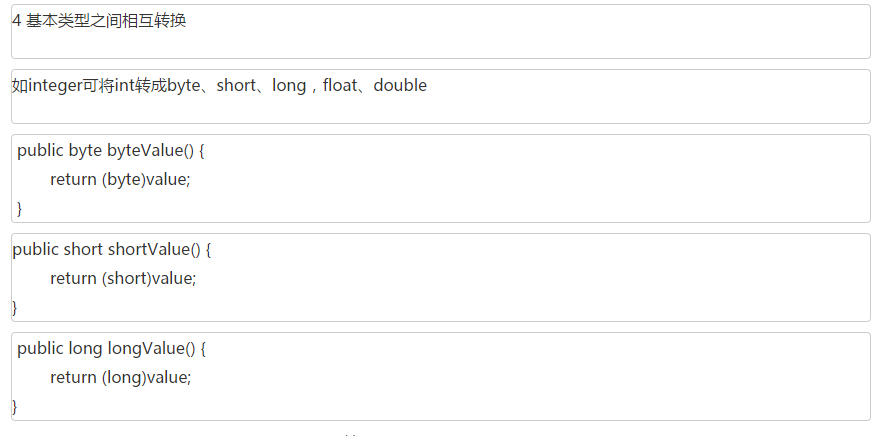 4 基本类型之间相互转换
如integer可将int转成byte、short、long，float、double
public byte byteValue() {
return (byte)value;
}
public short shortValue() {
return (short)value;
}
public long longValue() {
return (long)value;
}